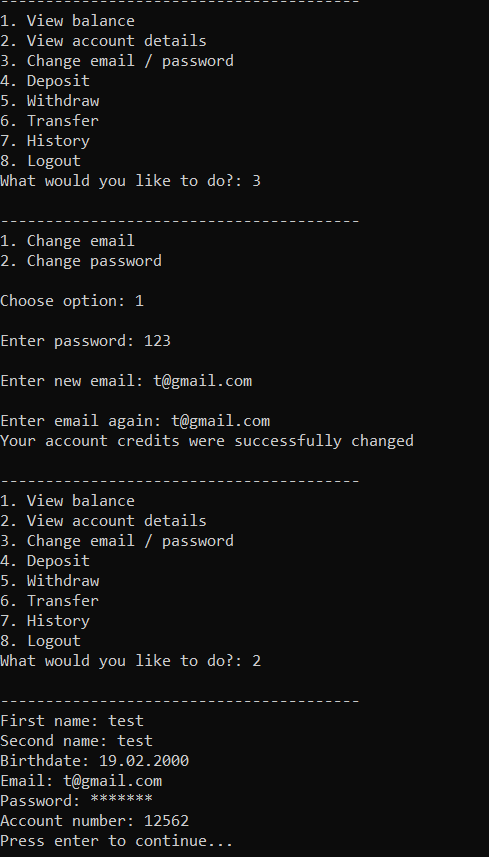 ----------------------------------------
1. View balance
2. View account details
3. Change email / password
4. Deposit
5. Withdraw
6. Transfer
7. History
8. Logout
What would you like to do?: 3
----------------------------------------
1. Change email
2. Change password
Choose option: 1
Enter password: 123
Enter new email: t@gmail.com
Enter email again: t@gmail.com
Your account credits were successfully changed
----------------------------------------
1. View balance
2. View account details
3. Change email / password
4. Deposit
5. Withdraw
6. Transfer
7. History
8. Logout
What would you like to do?: 2
----------------------------------------
First name: test
Second name: test
Birthdate: 19.02.2000
Email: t@gmail.com
Password: *******
Account number: 12562
Press enter to continue...